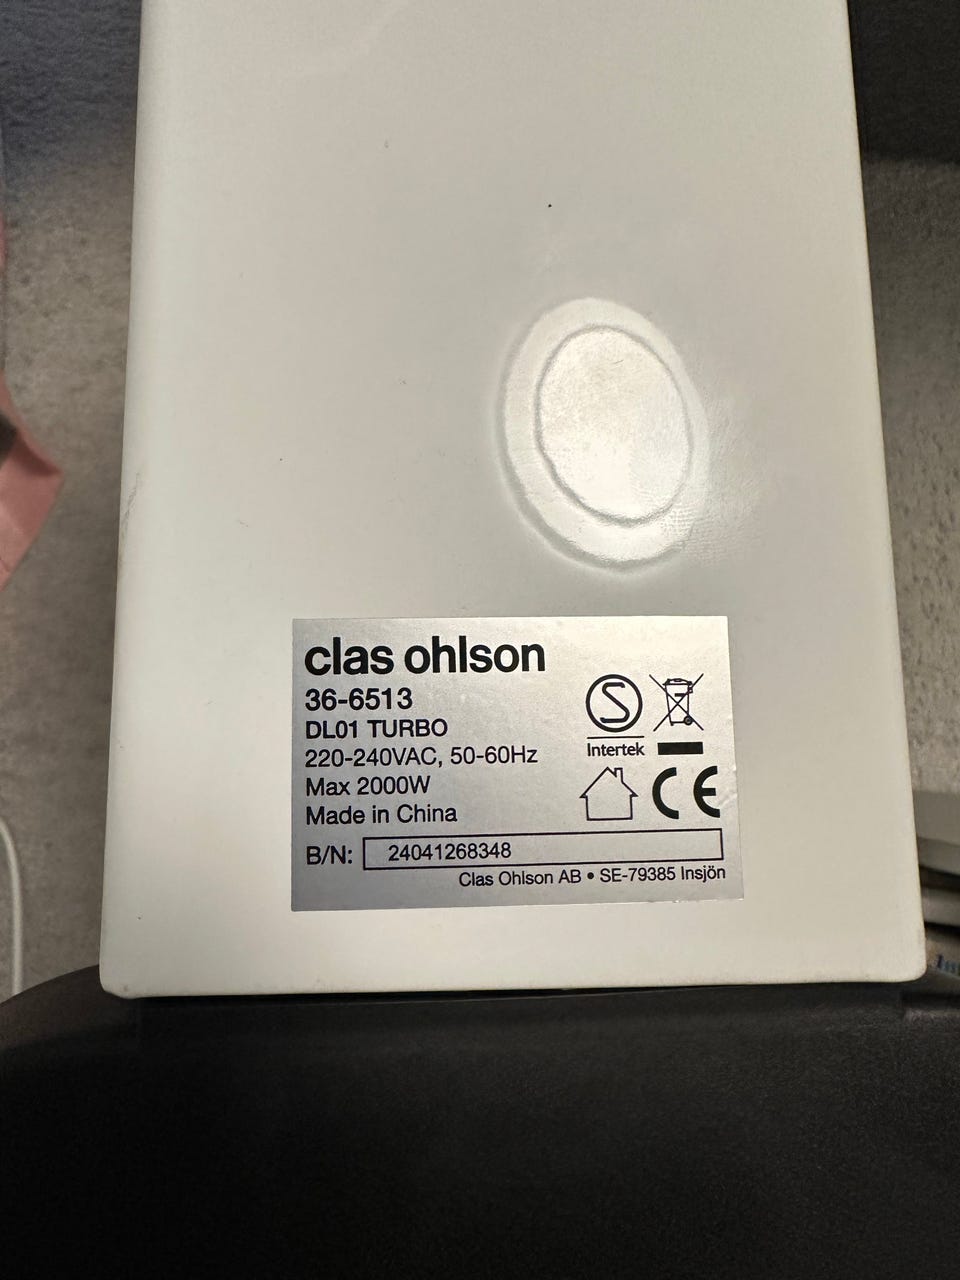 clas ohlson
36-6513
DL01 TURBO
220-240VAC, 50-60Hz
Max 2000W
Made in China
S
Intertek
CE
B/N: 24041268348
Clas Ohlson AB • SE-79385 Insjön